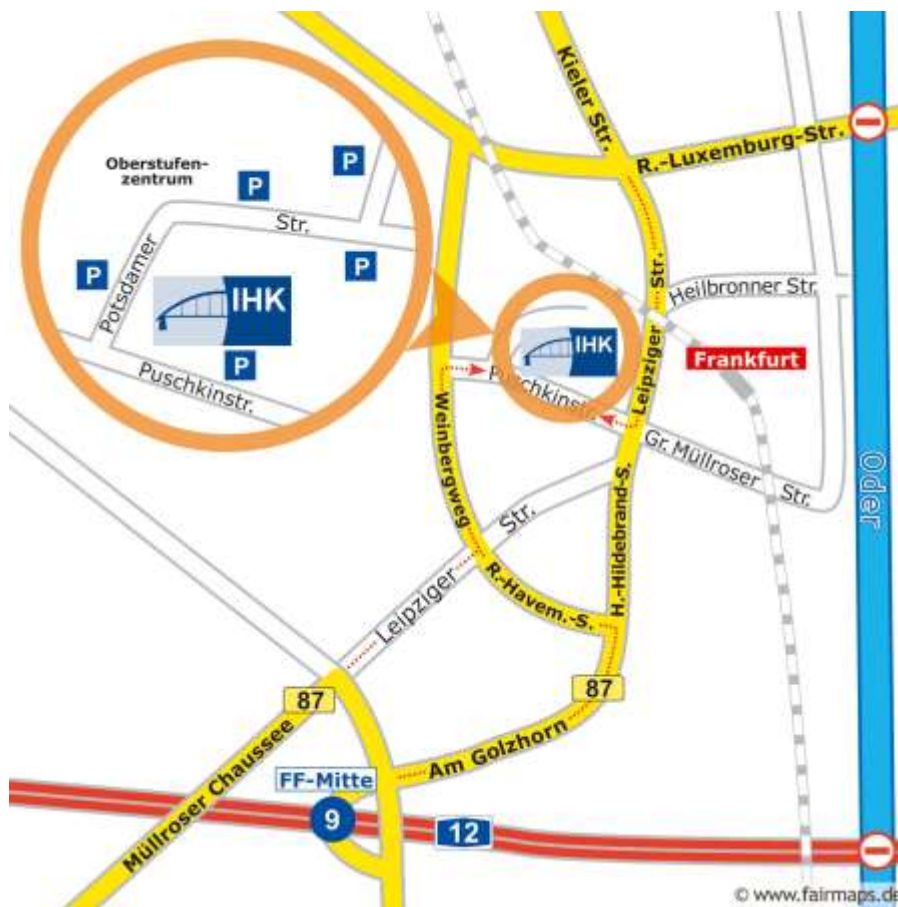 Kieler Str.
R.-Luxemburg-Str.
Oberstufen-
zentrum
P
P
P
P
P
Str.
Potsdamer
IHK
Puschkinstr.
Str.
Heilbronner Str.
IHK
Leipziger
Frankfurt
Puschkinstr.
Weinbergweg
Gr. Müllroser
Str.
Oder
H.-Hildebrand-S.
Str.
Leipziger
R.-Havem.-S.
87
87
Am Golzhorn
Müllroser Chaussee
FF-Mitte
9
12
© www.fairmaps.de